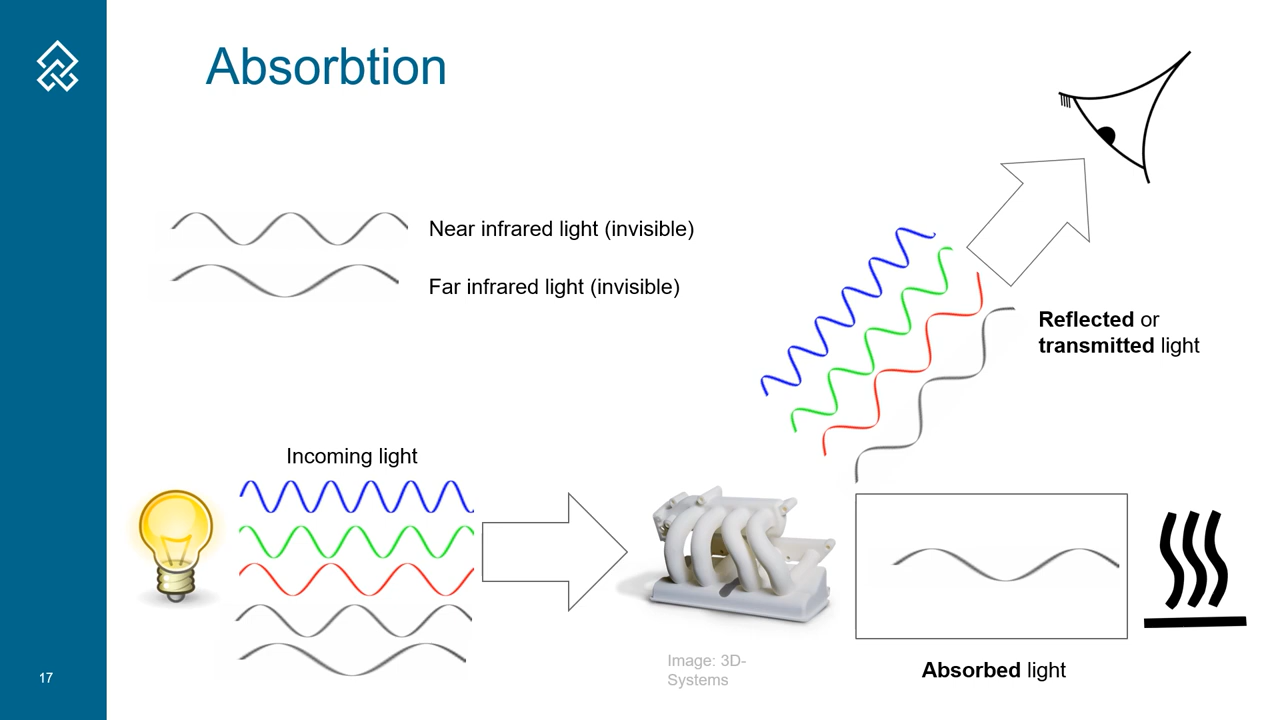 Absorbtion
Near infrared light (invisible)
Far infrared light (invisible)
Reflected or
transmitted light
Incoming light
Image: 3D-
Systems
Absorbed light
17